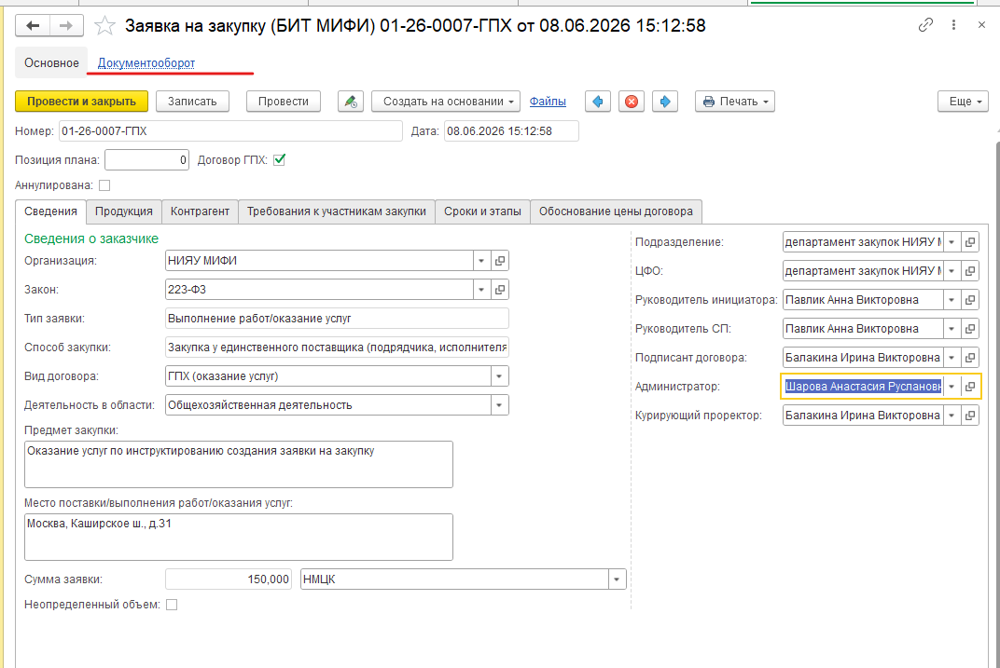 Заявка на закупку (БИТ МИФИ) 01-26-0007-ГПХ от 08.06.2026 15:12:58
Основное Документооборот
Провести и закрыть Записать Провести Создать на основании Файлы Печать Еще
Номер: 01-26-0007-ГПХ Дата: 08.06.2026 15:12:58
Позиция плана: 0 Договор ГПХ:
Аннулирована:
Сведения Продукция Контрагент Требования к участникам закупки Сроки и этапы Обоснование цены договора
Сведения о заказчике
Организация: НИЯУ МИФИ
Закон: 223-ФЗ
Тип заявки: Выполнение работ/оказание услуг
Способ закупки: Закупка у единственного поставщика (подрядчика, исполнителя
Вид договора: ГПХ (оказание услуг)
Деятельность в области: Общехозяйственная деятельность
Предмет закупки:
Оказание услуг по инструктированию создания заявки на закупку
Место поставки/выполнения работ/оказания услуг:
Москва, Каширское ш., д.31
Сумма заявки: 150,000 НМЦК
Неопределенный объем:
Подразделение: департамент закупок НИЯУ
ЦФО: департамент закупок НИЯУ
Руководитель инициатора: Павлик Анна Викторовна
Руководитель СП: Павлик Анна Викторовна
Подписант договора: Балакина Ирина Викторовна
Администратор: Шарова Анастасия Руслановн
Курирующий проректор: Балакина Ирина Викторовна